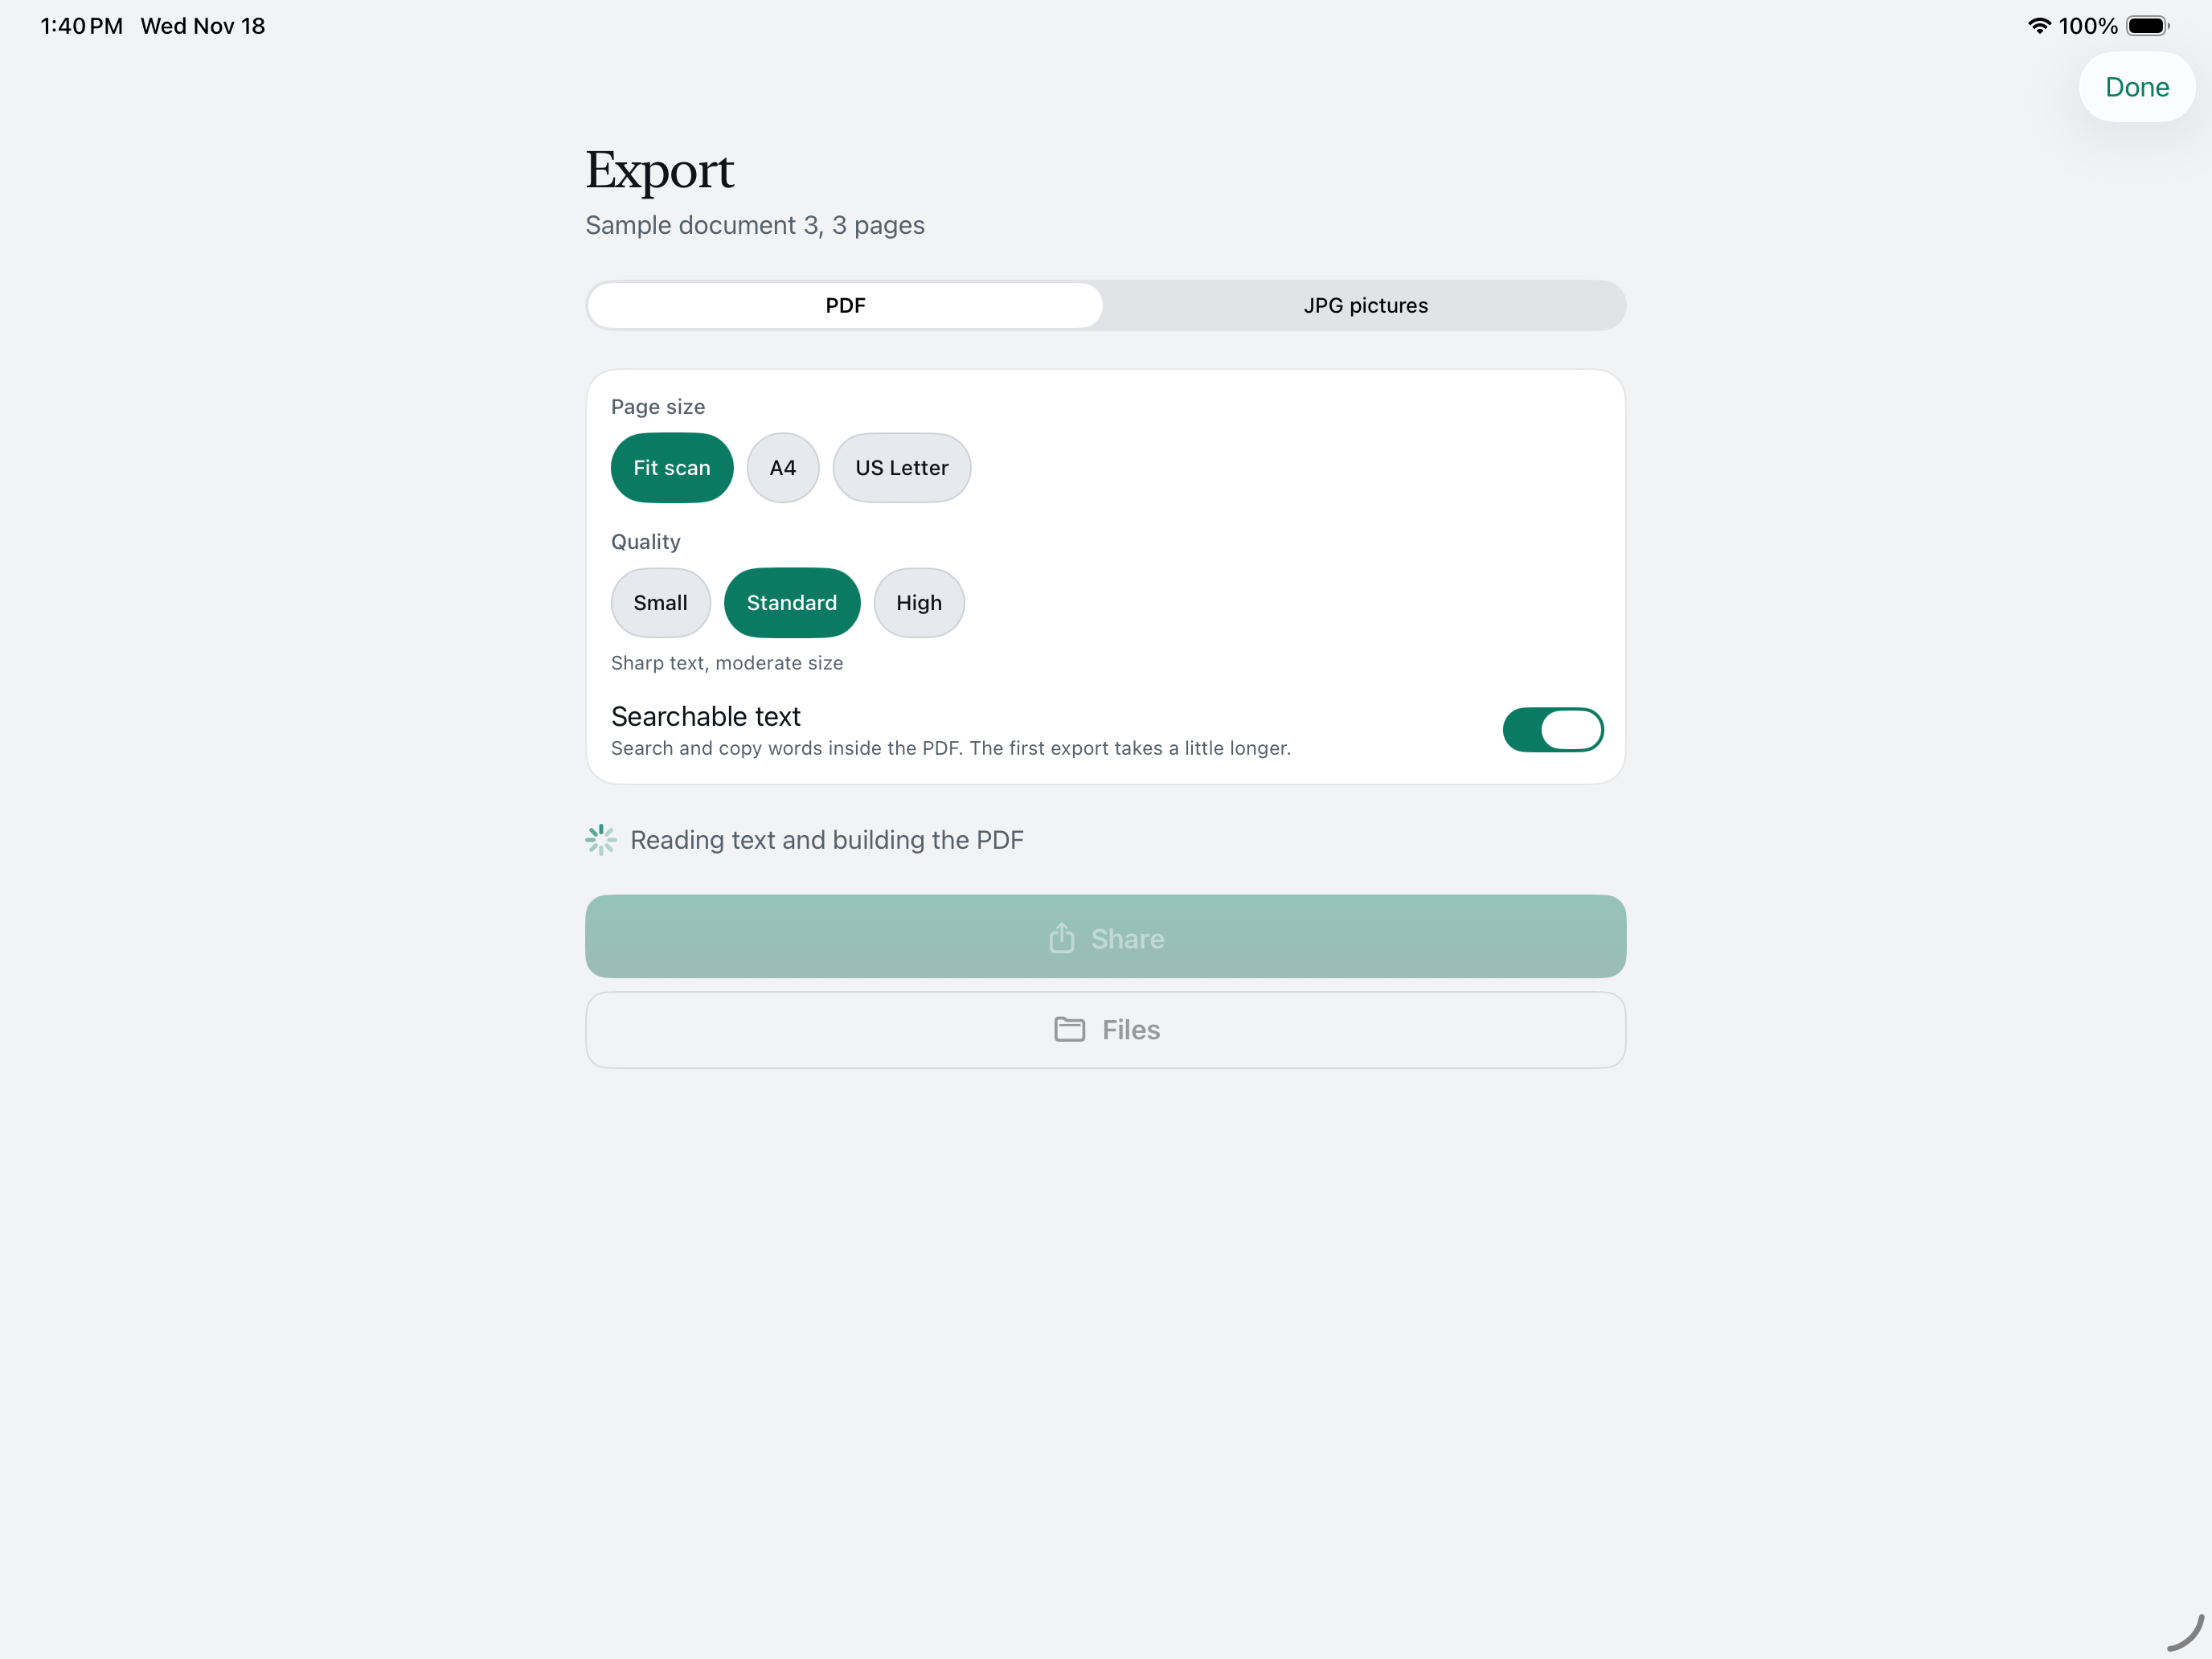 1:40 PM Wed Nov 18
100%
Done
Export
Sample document 3, 3 pages
PDF
JPG pictures
Page size
Fit scan
A4
US Letter
Quality
Small
Standard
High
Sharp text, moderate size
Searchable text
Search and copy words inside the PDF. The first export takes a little longer.
Reading text and building the PDF
Share
Files